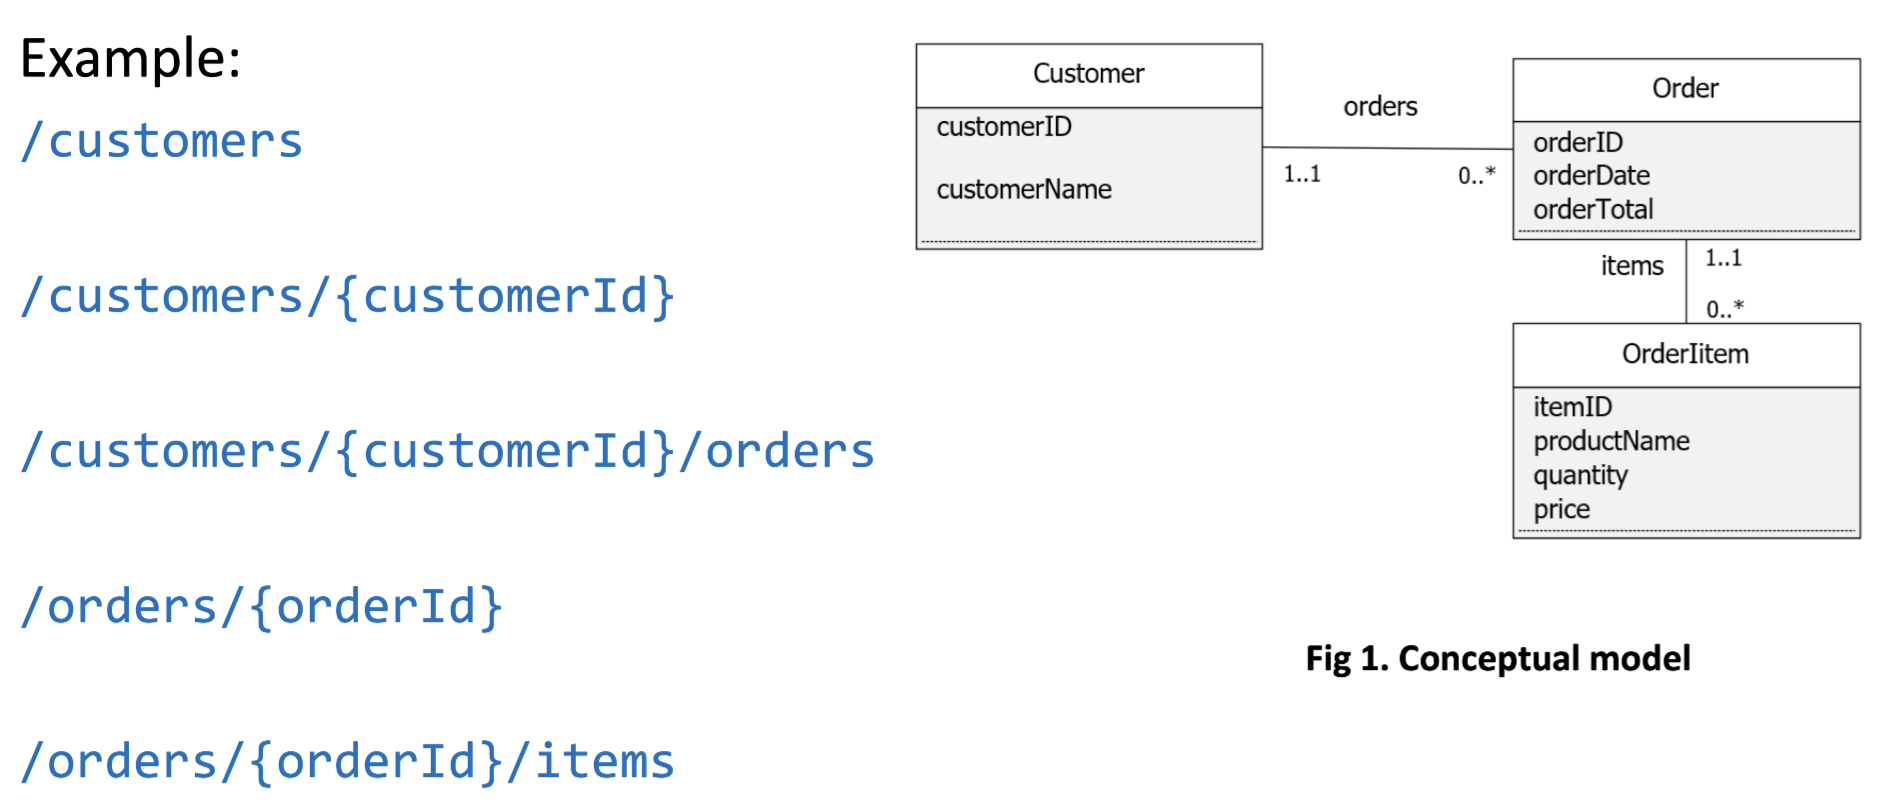 Example:
/customers
/customers/{customerId}
/customers/{customerId}/orders
/orders/{orderId}
/orders/{orderId}/items
Customer
customerID
customerName
orders
1..1
0..*
Order
orderID
orderDate
orderTotal
items
1..1
0..*
OrderIitem
itemID
productName
quantity
price
Fig 1. Conceptual model